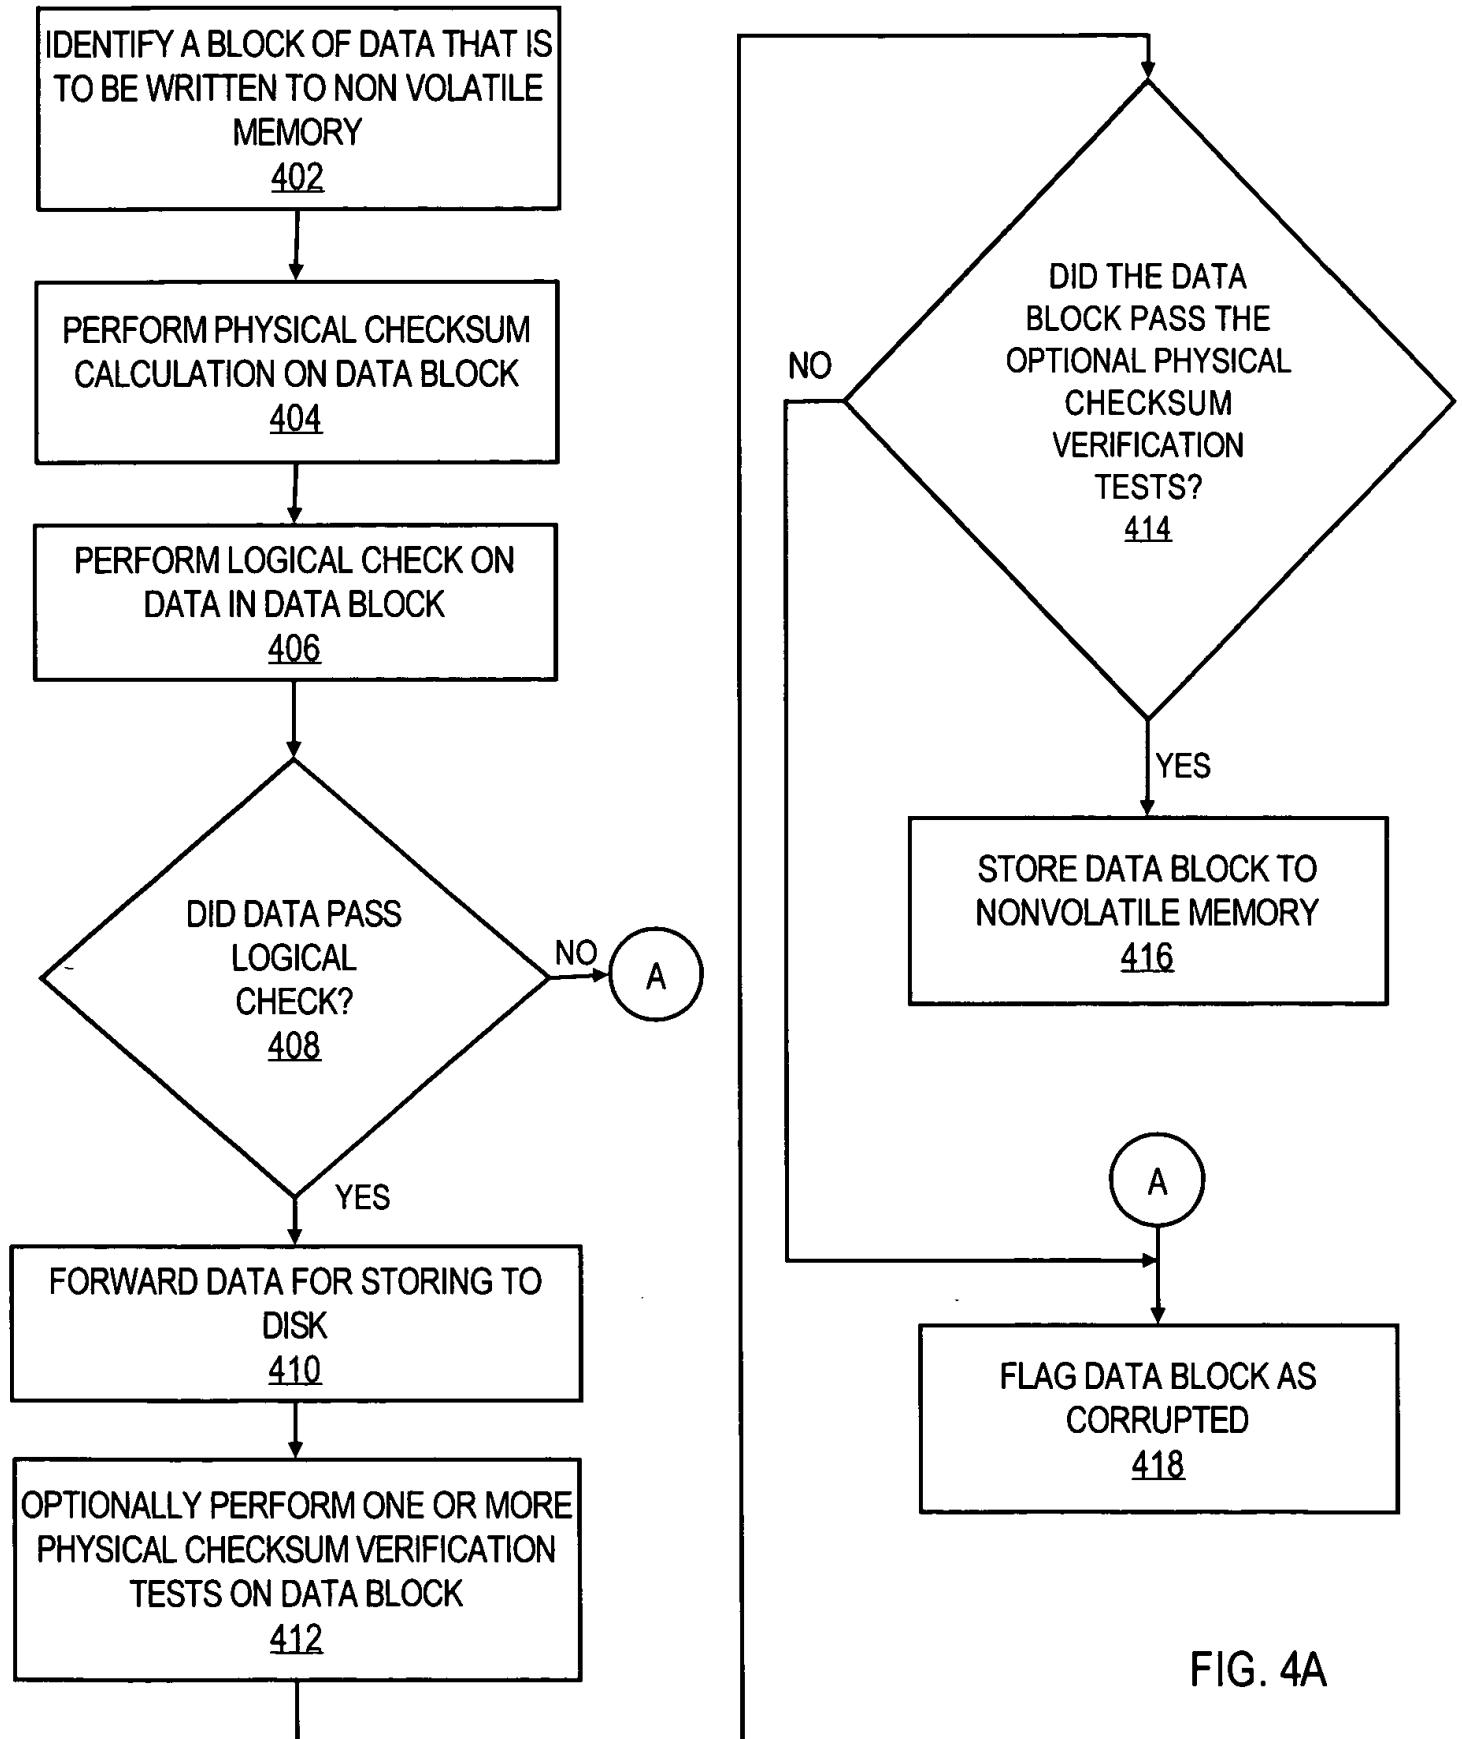 IDENTIFY A BLOCK OF DATA THAT IS
TO BE WRITTEN TO NON VOLATILE
MEMORY
402
PERFORM PHYSICAL CHECKSUM
CALCULATION ON DATA BLOCK
404
PERFORM LOGICAL CHECK ON
DATA IN DATA BLOCK
406
DID DATA PASS
LOGICAL
CHECK?
408
NO
A
YES
FORWARD DATA FOR STORING TO
DISK
410
OPTIONALLY PERFORM ONE OR MORE
PHYSICAL CHECKSUM VERIFICATION
TESTS ON DATA BLOCK
412
DID THE DATA
BLOCK PASS THE
OPTIONAL PHYSICAL
CHECKSUM
VERIFICATION
TESTS?
414
NO
YES
STORE DATA BLOCK TO
NONVOLATILE MEMORY
416
A
FLAG DATA BLOCK AS
CORRUPTED
418
FIG. 4A